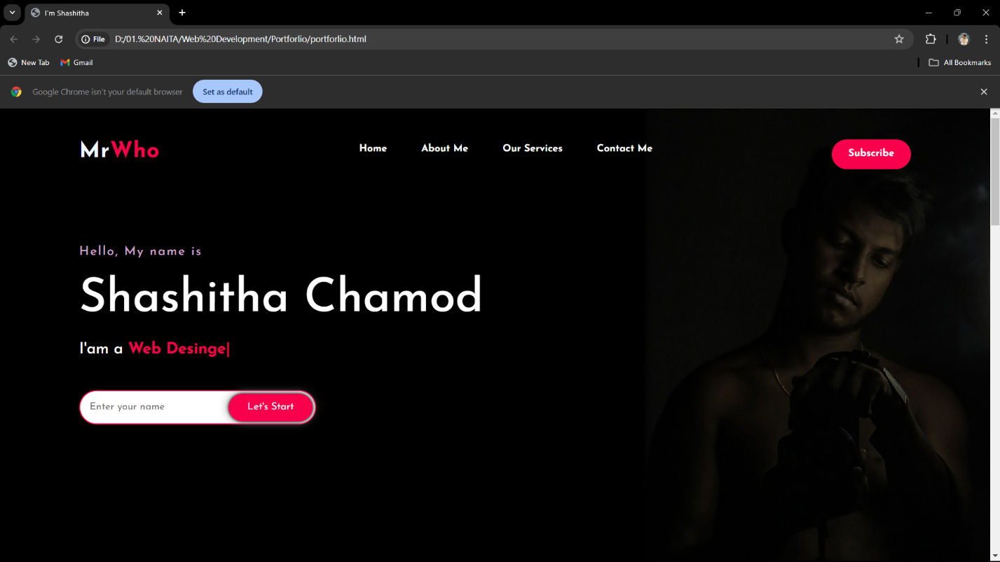 I'm Shashitha
File D:/01.%20NAITA/Web%20Development/Portforlio/portforlio.html
New Tab Gmail All Bookmarks
Google Chrome isn't your default browser Set as default
MrWho Home About Me Our Services Contact Me Subscribe
Hello, My name is
Shashitha Chamod
I'am a Web Desinge|
Enter your name Let's Start